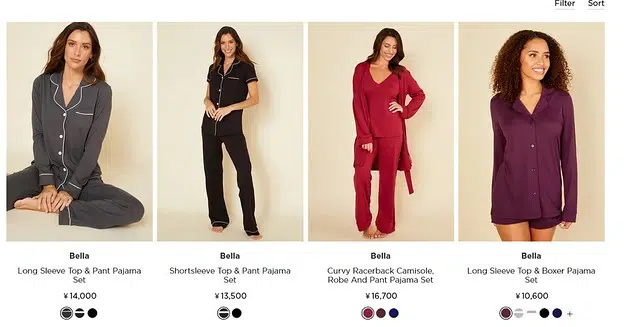 Filter Sort
Bella
Long Sleeve Top & Pant Pajama
Set
¥14,000
Bella
Shortsleeve Top & Pant Pajama
Set
¥13,500
Bella
Curvy Racerback Camisole,
Robe And Pant Pajama Set
¥16,700
Bella
Long Sleeve Top & Boxer Pajama
Set
¥10,600
+